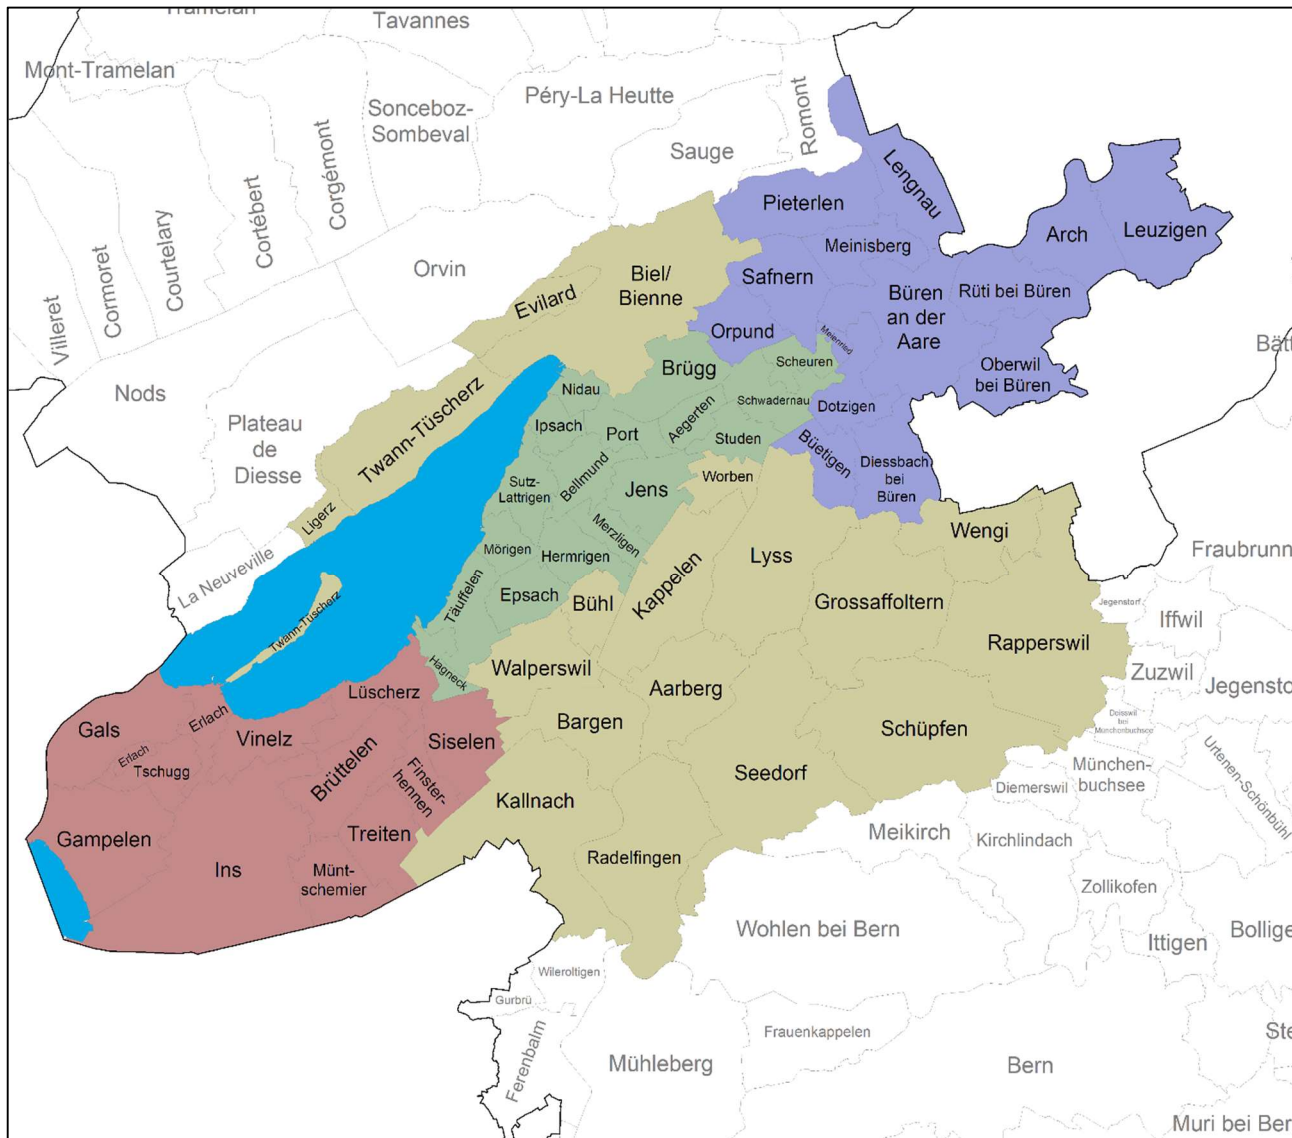 Tramelan
Tavannes
Mont-Tramelan
Sonceboz-
Sombeval
Péry-La Heutte
Romont
Sauge
Corgémont
Cortébert
Courtelary
Cormoret
Villeret
Orvin
Nods
Plateau
de
Diesse
La Neuveville
Lengnau
Pieterlen
Meinisberg
Arch
Leuzigen
Safnern
Büren
an der
Aare
Rüti bei Büren
Orpund
Meienried
Oberwil
bei Büren
Dotzigen
Büetigen
Diessbach
bei
Büren
Bätt
Biel/
Bienne
Evilard
Twann-Tüscherz
Ligerz
Twann-Tüscherz
Brügg
Scheuren
Nidau
Schwadernau
Aegerten
Ipsach
Port
Studen
Bellmund
Sutz-
Lattrigen
Jens
Merzligen
Mörigen
Hermrigen
Täuffelen
Epsach
Hagneck
Worben
Wengi
Lyss
Kappelen
Bühl
Grossaffoltern
Rapperswil
Walperswil
Aarberg
Bargen
Schüpfen
Seedorf
Kallnach
Radelfingen
Lüscherz
Erlach
Gals
Vinelz
Siselen
Erlach
Tschugg
Brüttelen
Finster-
hennen
Treiten
Gampelen
Ins
Münt-
schemier
Fraubrunn
Jegenstorf
Iffwil
Zuzwil
Jegensto
Deisswil
bei
Münchenbuchsee
Urtenen-Schönbühl
München-
buchsee
Diemerswil
Meikirch
Kirchlindach
Zollikofen
Wohlen bei Bern
Ittigen
Bollige
Wileroltigen
Gurbrü
Ferenbalm
Frauenkappelen
Mühleberg
Bern
Ste
Muri bei Ber